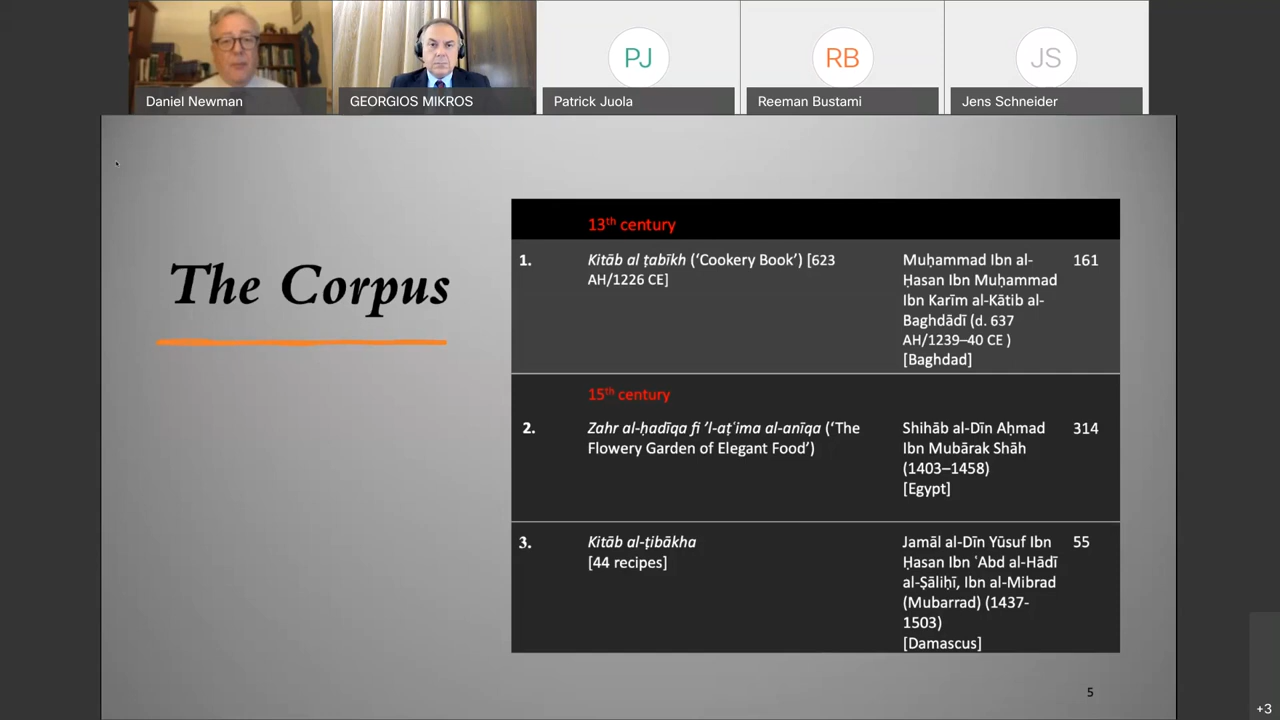 PJ
RB
JS
Daniel Newman
GEORGIOS MIKROS
Patrick Juola
Reeman Bustami
Jens Schneider
The Corpus
13th century
1.
Kitāb al ṭabīkh (‘Cookery Book’) [623
AH/1226 CE]
Muḥammad Ibn al-
Ḥasan Ibn Muḥammad
Ibn Karīm al-Kātib al-
Baghdādī (d. 637
AH/1239–40 CE )
[Baghdad]
161
15th century
2.
Zahr al-ḥadīqa fi ’l-aṭʿima al-anīqa (‘The
Flowery Garden of Elegant Food’)
Shihāb al-Dīn Aḥmad
Ibn Mubārak Shāh
(1403–1458)
[Egypt]
314
3.
Kitāb al-ṭibākha
[44 recipes]
Jamāl al-Dīn Yūsuf Ibn
Ḥasan Ibn ʿAbd al-Hādī
al-Ṣāliḥī, Ibn al-Mibrad
(Mubarrad) (1437-
1503)
[Damascus]
55
5
+3